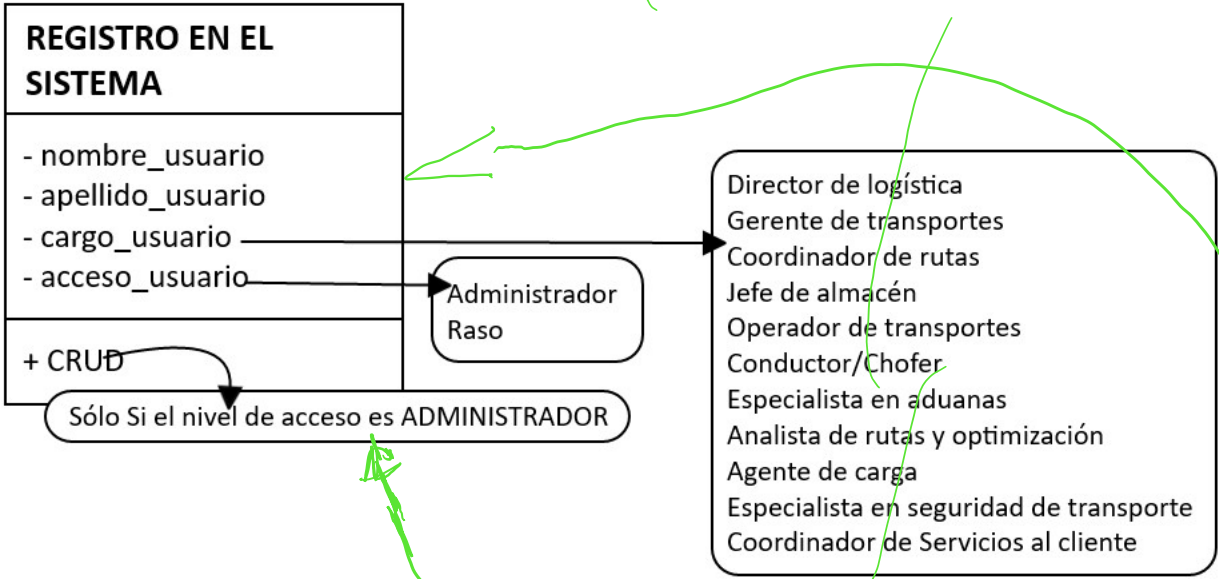 REGISTRO EN EL
SISTEMA
- nombre_usuario
- apellido_usuario
- cargo_usuario
- acceso_usuario
+ CRUD
Sólo Si el nivel de acceso es ADMINISTRADOR
Administrador
Raso
Director de logística
Gerente de transportes
Coordinador de rutas
Jefe de almacén
Operador de transportes
Conductor/Chofer
Especialista en aduanas
Analista de rutas y optimización
Agente de carga
Especialista en seguridad de transporte
Coordinador de Servicios al cliente